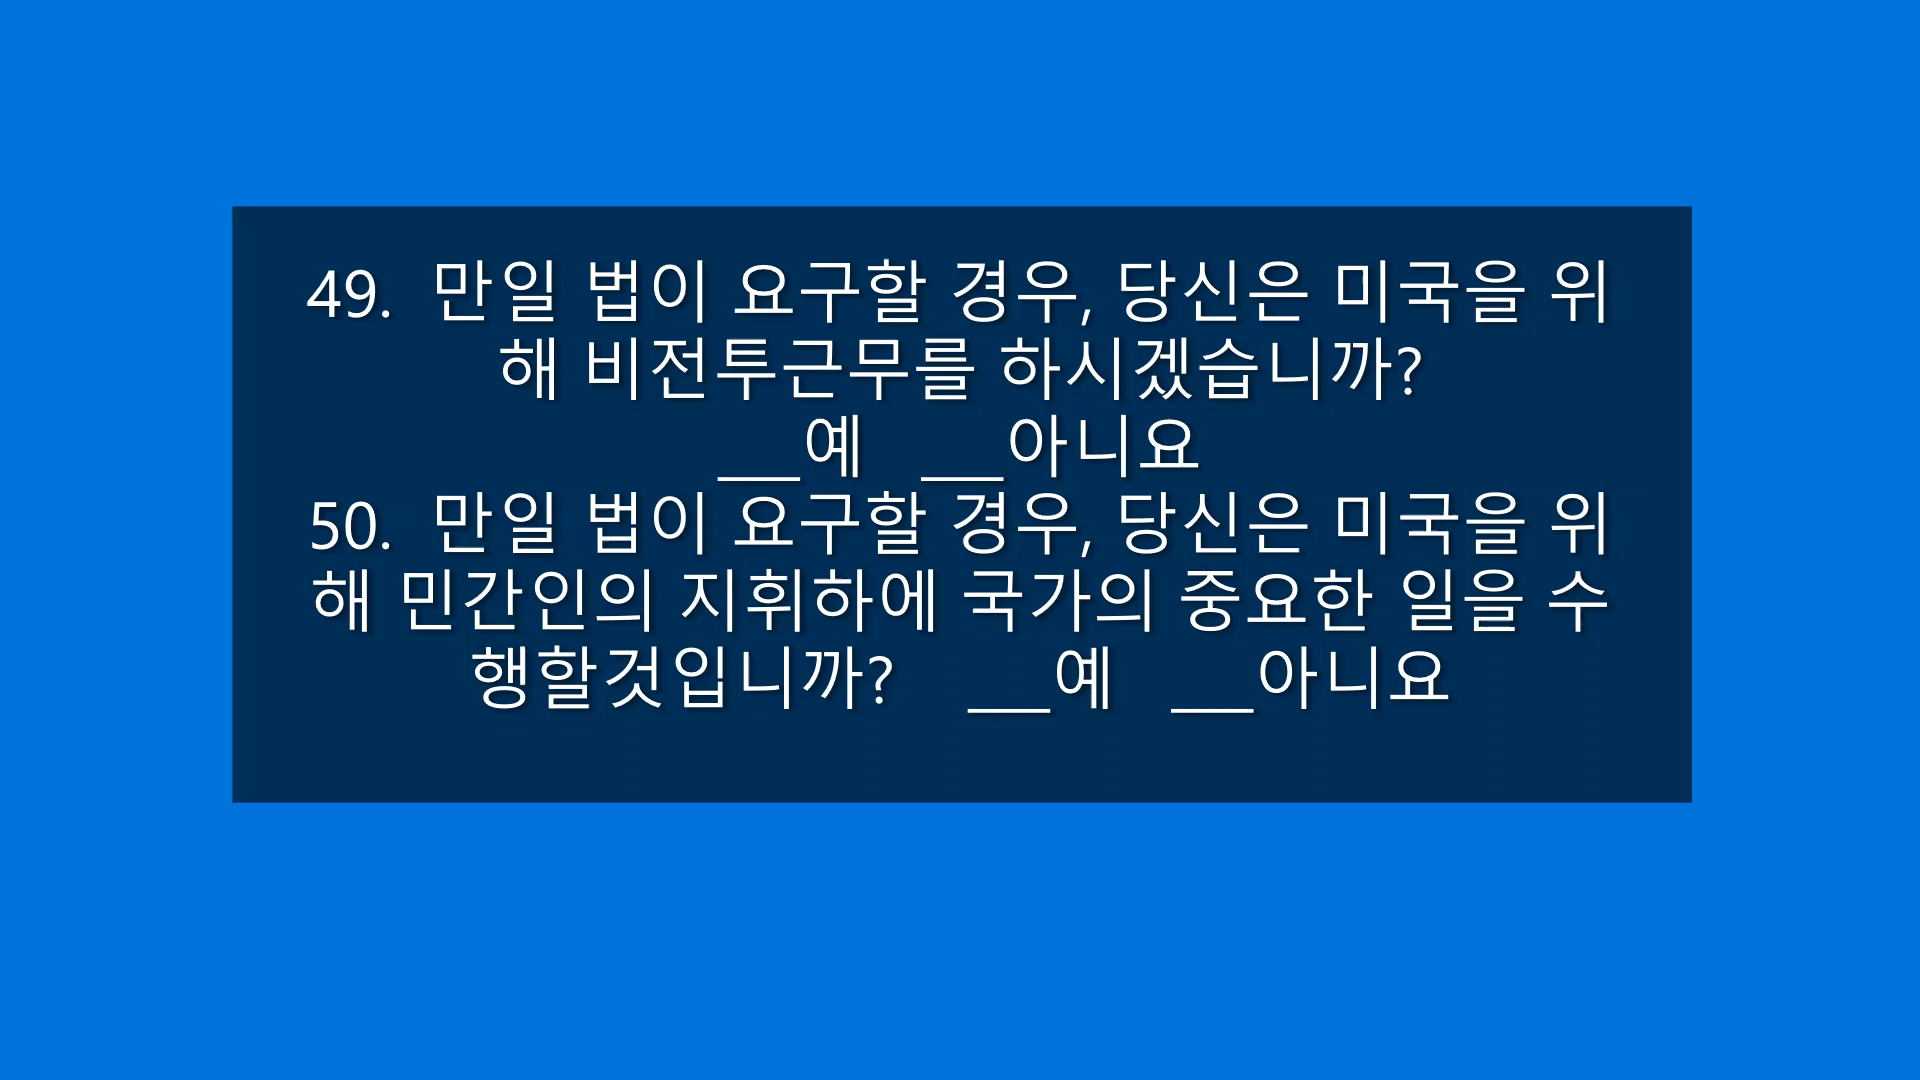 49.  만일 법이 요구할 경우, 당신은 미국을 위
해 비전투근무를 하시겠습니까?
___예   ___아니요
50.  만일 법이 요구할 경우, 당신은 미국을 위
해 민간인의 지휘하에 국가의 중요한 일을 수
행할것입니까?    ___예   ___아니요